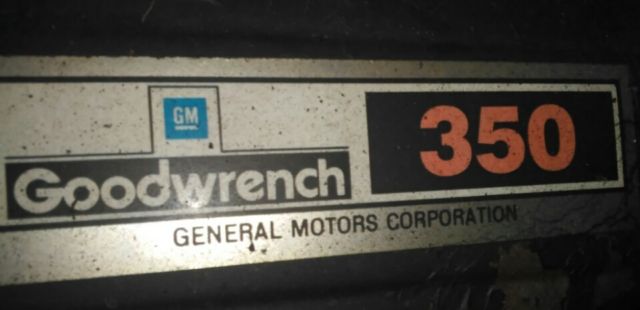 GM
Goodwrench
350
GENERAL MOTORS CORPORATION